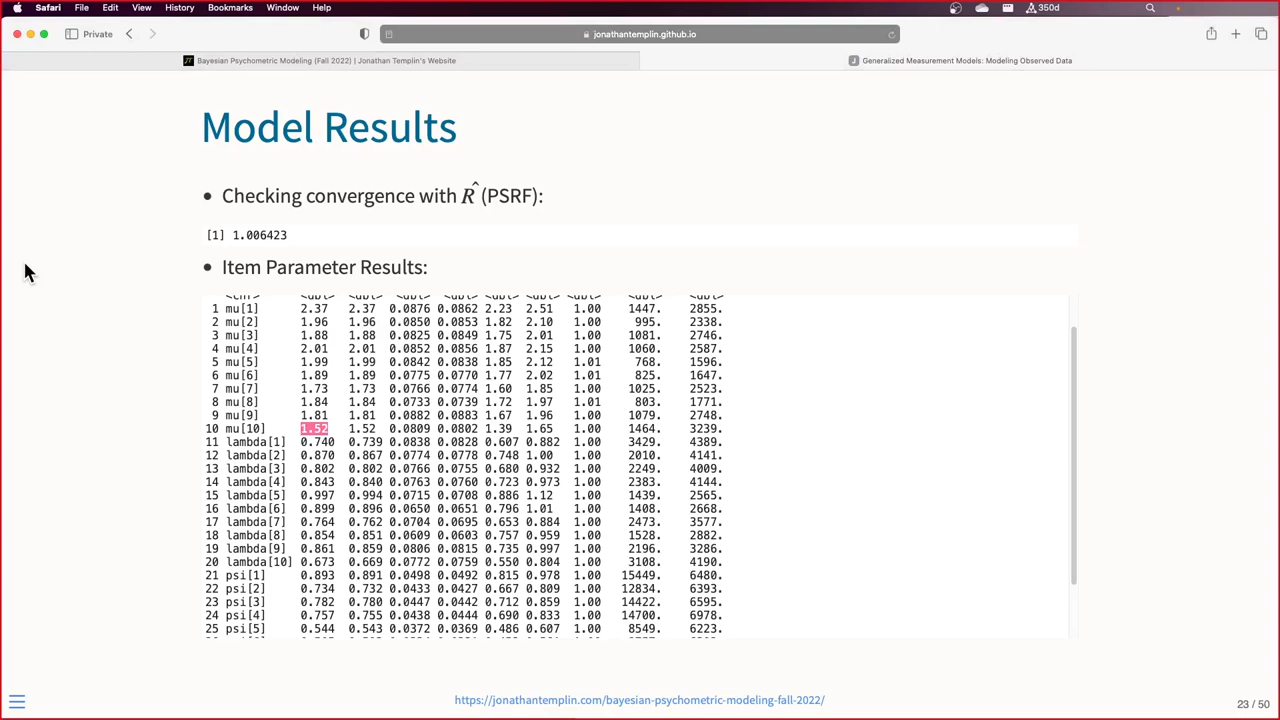 Safari File Edit View History Bookmarks Window Help 350d
Private jonathantemplin.github.io
Bayesian Psychometric Modeling (Fall 2022) | Jonathan Templin's Website Generalized Measurement Models: Modeling Observed Data
Model Results
• Checking convergence with R̂ (PSRF):
[1] 1.006423
• Item Parameter Results:
<chr> <dbl> <dbl> <dbl> <dbl> <dbl> <dbl> <dbl> <dbl> <dbl>
1 mu[1] 2.37 2.37 0.0876 0.0862 2.23 2.51 1.00 1447. 2855.
2 mu[2] 1.96 1.96 0.0850 0.0853 1.82 2.10 1.00 995. 2338.
3 mu[3] 1.88 1.88 0.0825 0.0849 1.75 2.01 1.00 1081. 2746.
4 mu[4] 2.01 2.01 0.0852 0.0856 1.87 2.15 1.00 1060. 2587.
5 mu[5] 1.99 1.99 0.0842 0.0838 1.85 2.12 1.01 768. 1596.
6 mu[6] 1.89 1.89 0.0775 0.0770 1.77 2.02 1.01 825. 1647.
7 mu[7] 1.73 1.73 0.0766 0.0774 1.60 1.85 1.00 1025. 2523.
8 mu[8] 1.84 1.84 0.0733 0.0739 1.72 1.97 1.01 803. 1771.
9 mu[9] 1.81 1.81 0.0882 0.0883 1.67 1.96 1.00 1079. 2748.
10 mu[10] 1.52 1.52 0.0809 0.0802 1.39 1.65 1.00 1464. 3239.
11 lambda[1] 0.740 0.739 0.0838 0.0828 0.607 0.882 1.00 3429. 4389.
12 lambda[2] 0.870 0.867 0.0774 0.0778 0.748 1.00 1.00 2010. 4141.
13 lambda[3] 0.802 0.802 0.0766 0.0755 0.680 0.932 1.00 2249. 4009.
14 lambda[4] 0.843 0.840 0.0763 0.0760 0.723 0.973 1.00 2383. 4144.
15 lambda[5] 0.997 0.994 0.0715 0.0708 0.886 1.12 1.00 1439. 2565.
16 lambda[6] 0.899 0.896 0.0650 0.0651 0.796 1.01 1.00 1408. 2668.
17 lambda[7] 0.764 0.762 0.0704 0.0695 0.653 0.884 1.00 2473. 3577.
18 lambda[8] 0.854 0.851 0.0609 0.0603 0.757 0.959 1.00 1528. 2882.
19 lambda[9] 0.861 0.859 0.0806 0.0815 0.735 0.997 1.00 2196. 3286.
20 lambda[10] 0.673 0.669 0.0772 0.0759 0.550 0.804 1.00 3108. 4190.
21 psi[1] 0.893 0.891 0.0498 0.0492 0.815 0.978 1.00 15449. 6480.
22 psi[2] 0.734 0.732 0.0433 0.0427 0.667 0.809 1.00 12834. 6393.
23 psi[3] 0.782 0.780 0.0447 0.0442 0.712 0.859 1.00 14422. 6595.
24 psi[4] 0.757 0.755 0.0438 0.0444 0.690 0.833 1.00 14700. 6978.
25 psi[5] 0.544 0.543 0.0372 0.0369 0.486 0.607 1.00 8549. 6223.
https://jonathantemplin.com/bayesian-psychometric-modeling-fall-2022/
23 / 50